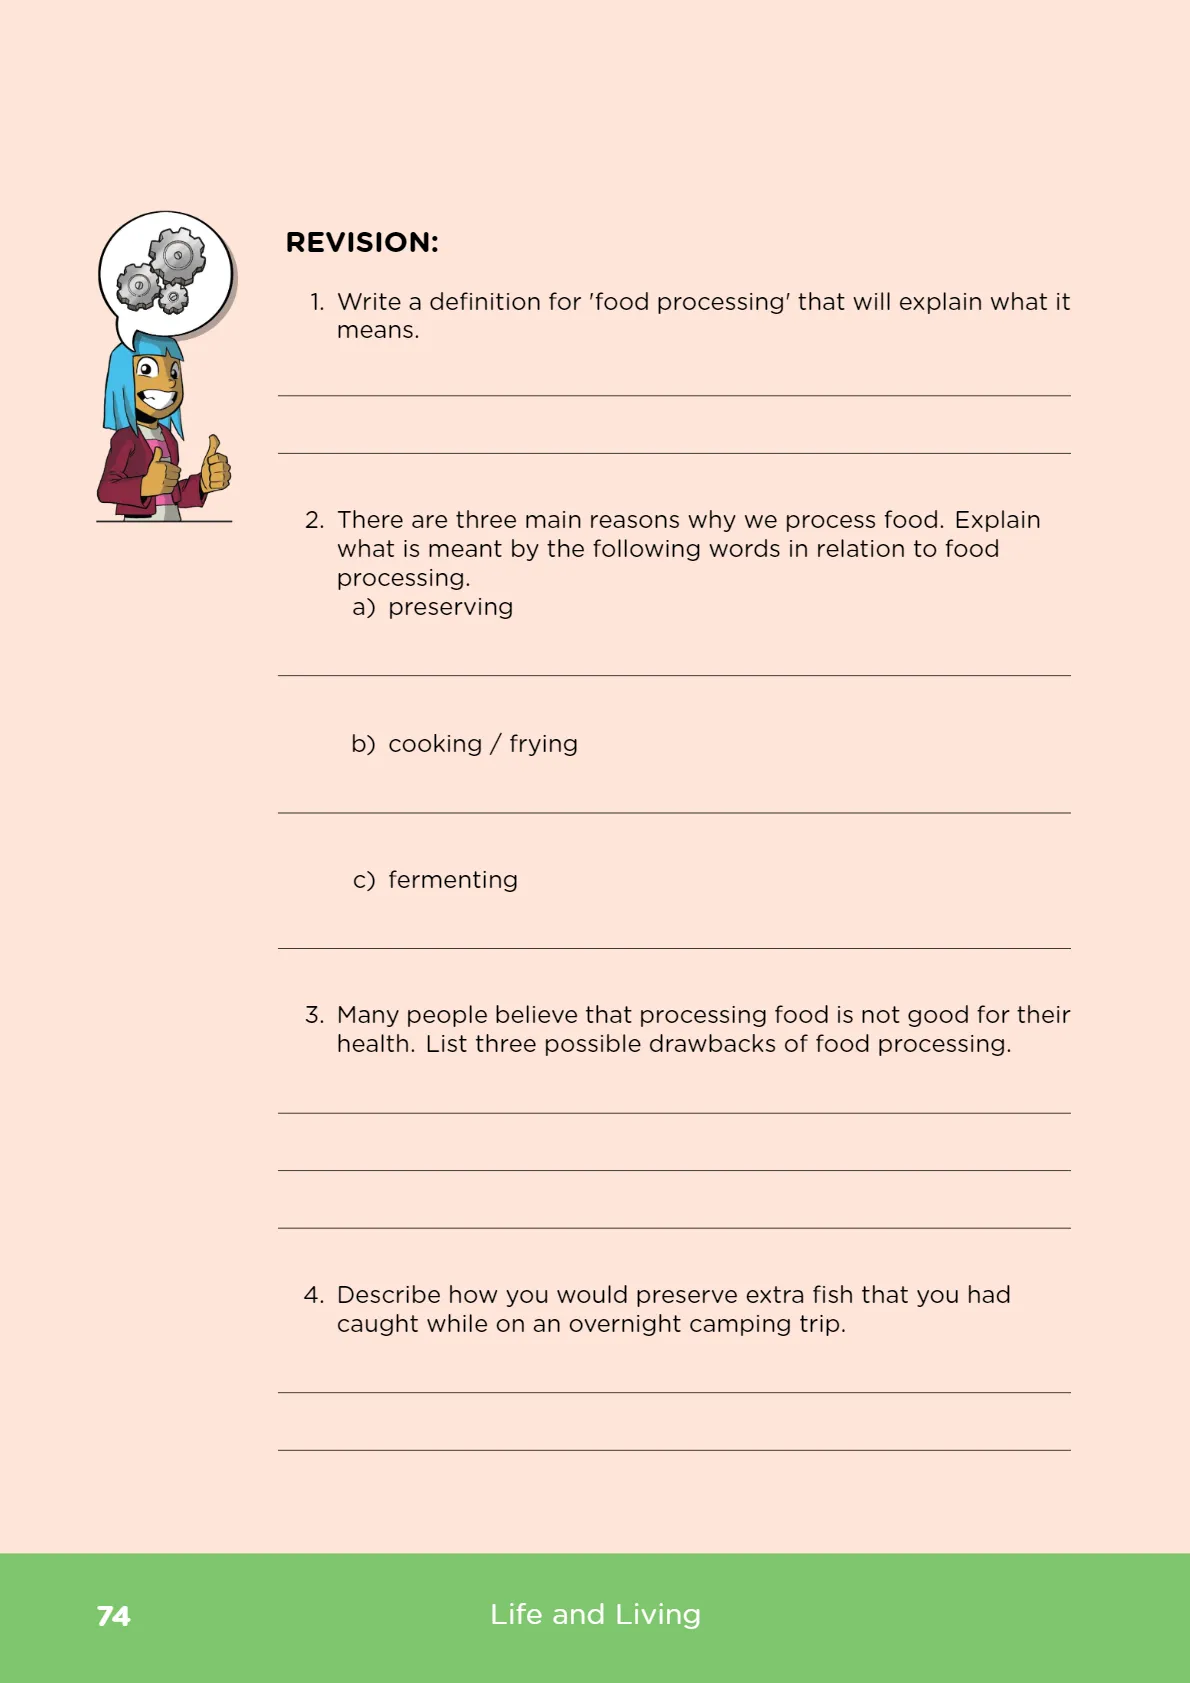 REVISION:
1. Write a definition for 'food processing' that will explain what it
means.
2. There are three main reasons why we process food. Explain
what is meant by the following words in relation to food
processing.
a) preserving
b) cooking / frying
c) fermenting
3. Many people believe that processing food is not good for their
health. List three possible drawbacks of food processing.
4. Describe how you would preserve extra fish that you had
caught while on an overnight camping trip.
74
Life and Living